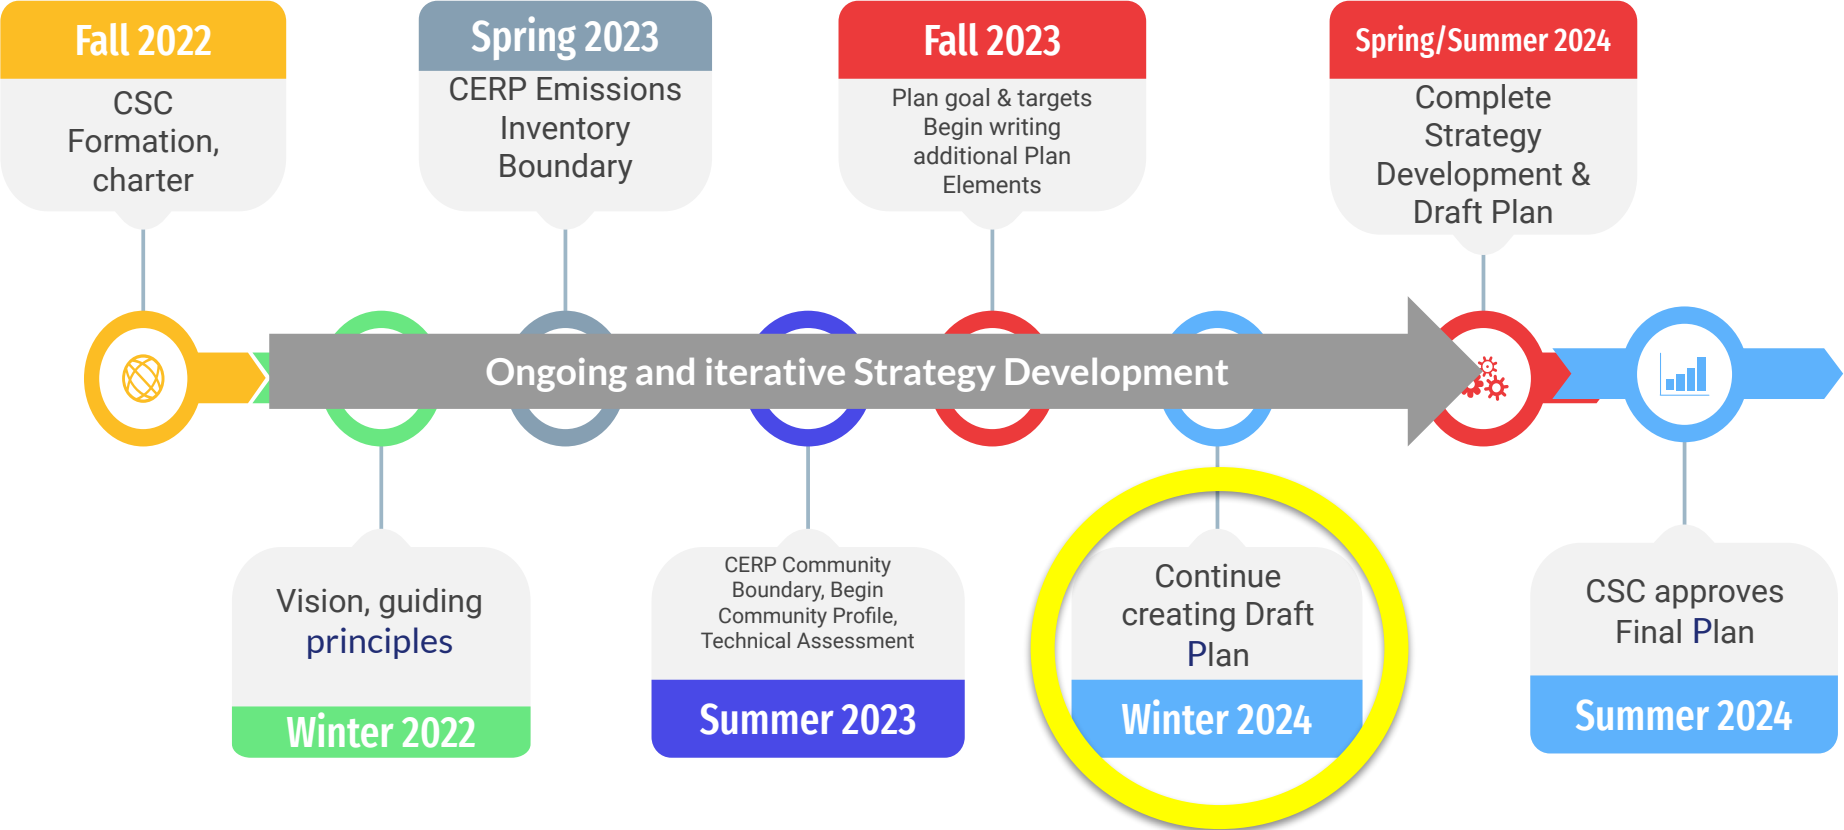 Fall 2022
CSC
Formation,
charter
Spring 2023
CERP Emissions
Inventory
Boundary
Fall 2023
Plan goal & targets
Begin writing
additional Plan
Elements
Spring/Summer 2024
Complete
Strategy
Development &
Draft Plan
Ongoing and iterative Strategy Development
Vision, guiding
principles
Winter 2022
CERP Community
Boundary, Begin
Community Profile,
Technical Assessment
Summer 2023
Continue
creating Draft
Plan
Winter 2024
CSC approves
Final Plan
Summer 2024